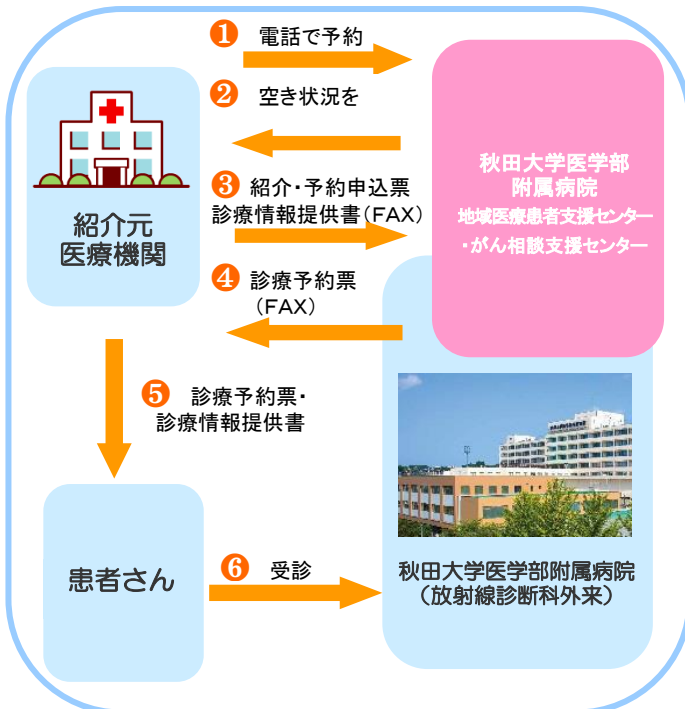 ❶ 電話で予約
❷ 空き状況を
❸ 紹介・予約申込票
診療情報提供書(FAX)
❹ 診療予約票
(FAX)
紹介元
医療機関
秋田大学医学部
附属病院
地域医療患者支援センター
・がん相談支援センター
❺ 診療予約票・
診療情報提供書
患者さん
❻ 受診
秋田大学医学部附属病院
(放射線診断科外来)